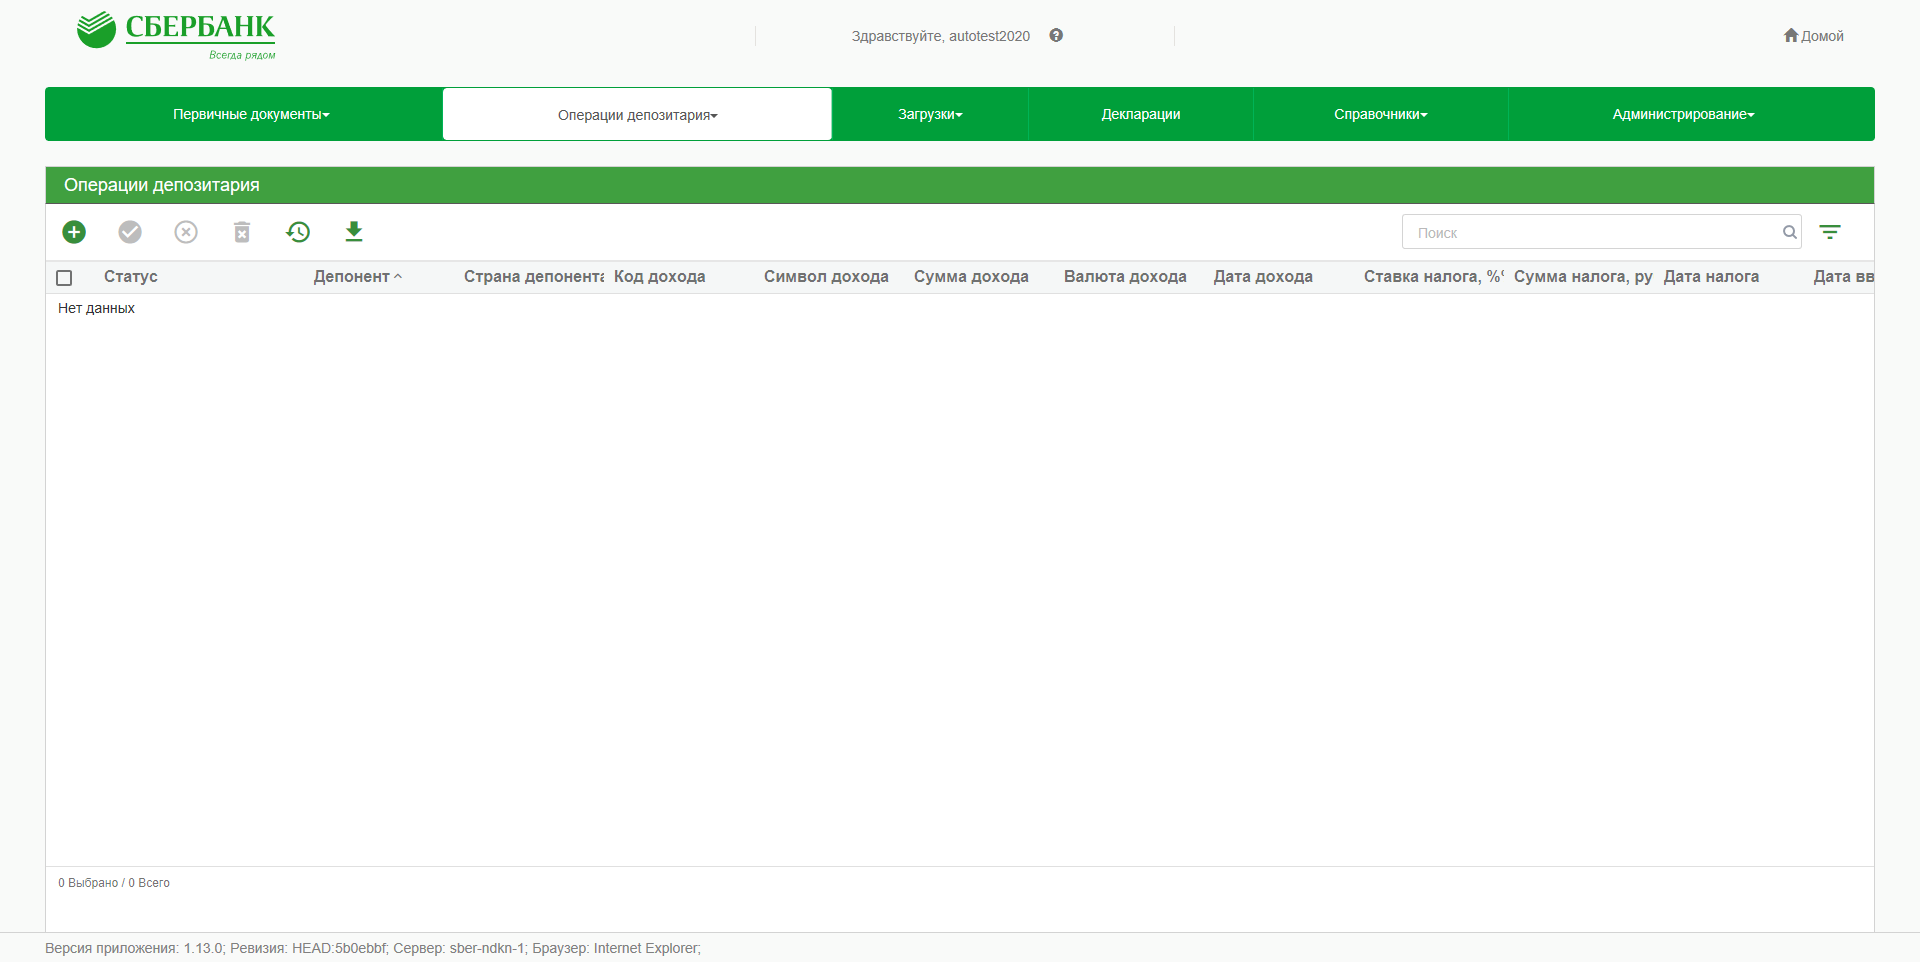 СБЕРБАНК
Всегда рядом
Здравствуйте, autotest2020
Домой
Первичные документы
Операции депозитария
Загрузки
Декларации
Справочники
Администрирование
Операции депозитария
Поиск
Статус Депонент Страна депонента Код дохода Символ дохода Сумма дохода Валюта дохода Дата дохода Ставка налога, % Сумма налога, ру Дата налога Дата вв
Нет данных
0 Выбрано / 0 Всего
Версия приложения: 1.13.0; Ревизия: HEAD:5b0ebbf; Сервер: sber-ndkn-1; Браузер: Internet Explorer;